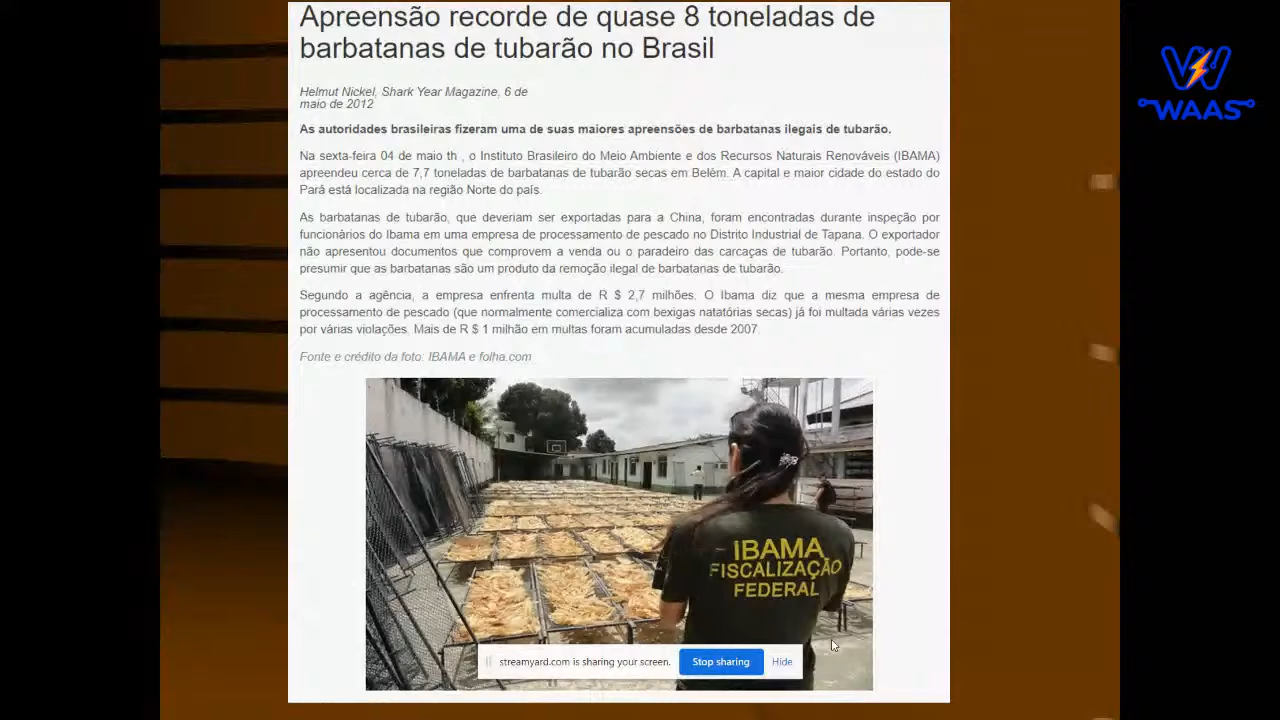 Apreensão recorde de quase 8 toneladas de
barbatanas de tubarão no Brasil
Helmut Nickel, Shark Year Magazine, 6 de
maio de 2012
As autoridades brasileiras fizeram uma de suas maiores apreensões de barbatanas ilegais de tubarão.
Na sexta-feira 04 de maio th , o Instituto Brasileiro do Meio Ambiente e dos Recursos Naturais Renováveis (IBAMA)
apreendeu cerca de 7,7 toneladas de barbatanas de tubarão secas em Belém. A capital e maior cidade do estado do
Pará está localizada na região Norte do país.
As barbatanas de tubarão, que deveriam ser exportadas para a China, foram encontradas durante inspeção por
funcionários do Ibama em uma empresa de processamento de pescado no Distrito Industrial de Tapana. O exportador
não apresentou documentos que comprovem a venda ou o paradeiro das carcaças de tubarão. Portanto, pode-se
presumir que as barbatanas são um produto da remoção ilegal de barbatanas de tubarão.
Segundo a agência, a empresa enfrenta multa de R $ 2,7 milhões. O Ibama diz que a mesma empresa de
processamento de pescado (que normalmente comercializa com bexigas natatórias secas) já foi multada várias vezes
por várias violações. Mais de R $ 1 milhão em multas foram acumuladas desde 2007.
Fonte e crédito da foto: IBAMA e folha.com
IBAMA
FISCALIZAÇÃO
FEDERAL
streamyard.com is sharing your screen. Stop sharing Hide
W
WAAS